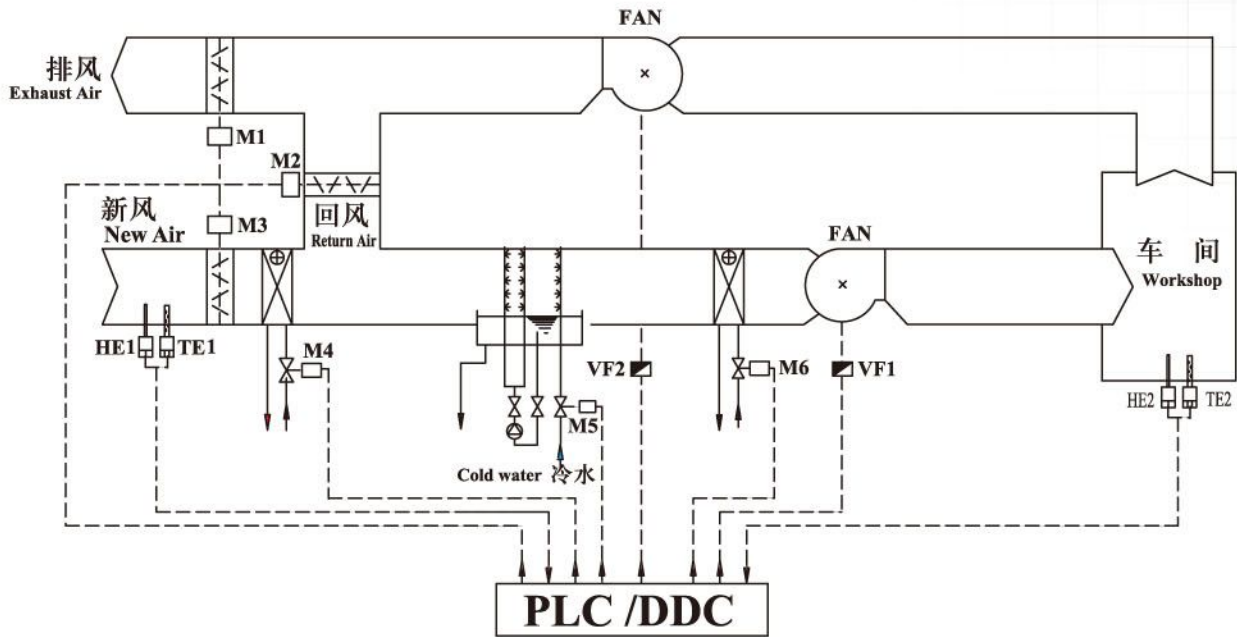 FAN
排风
Exhaust Air
M1
M2
新风
New Air
M3
回风
Return Air
FAN
车 间
Workshop
HE1
TE1
M4
VF2
M6
VF1
HE2
TE2
M5
Cold water 冷水
PLC /DDC